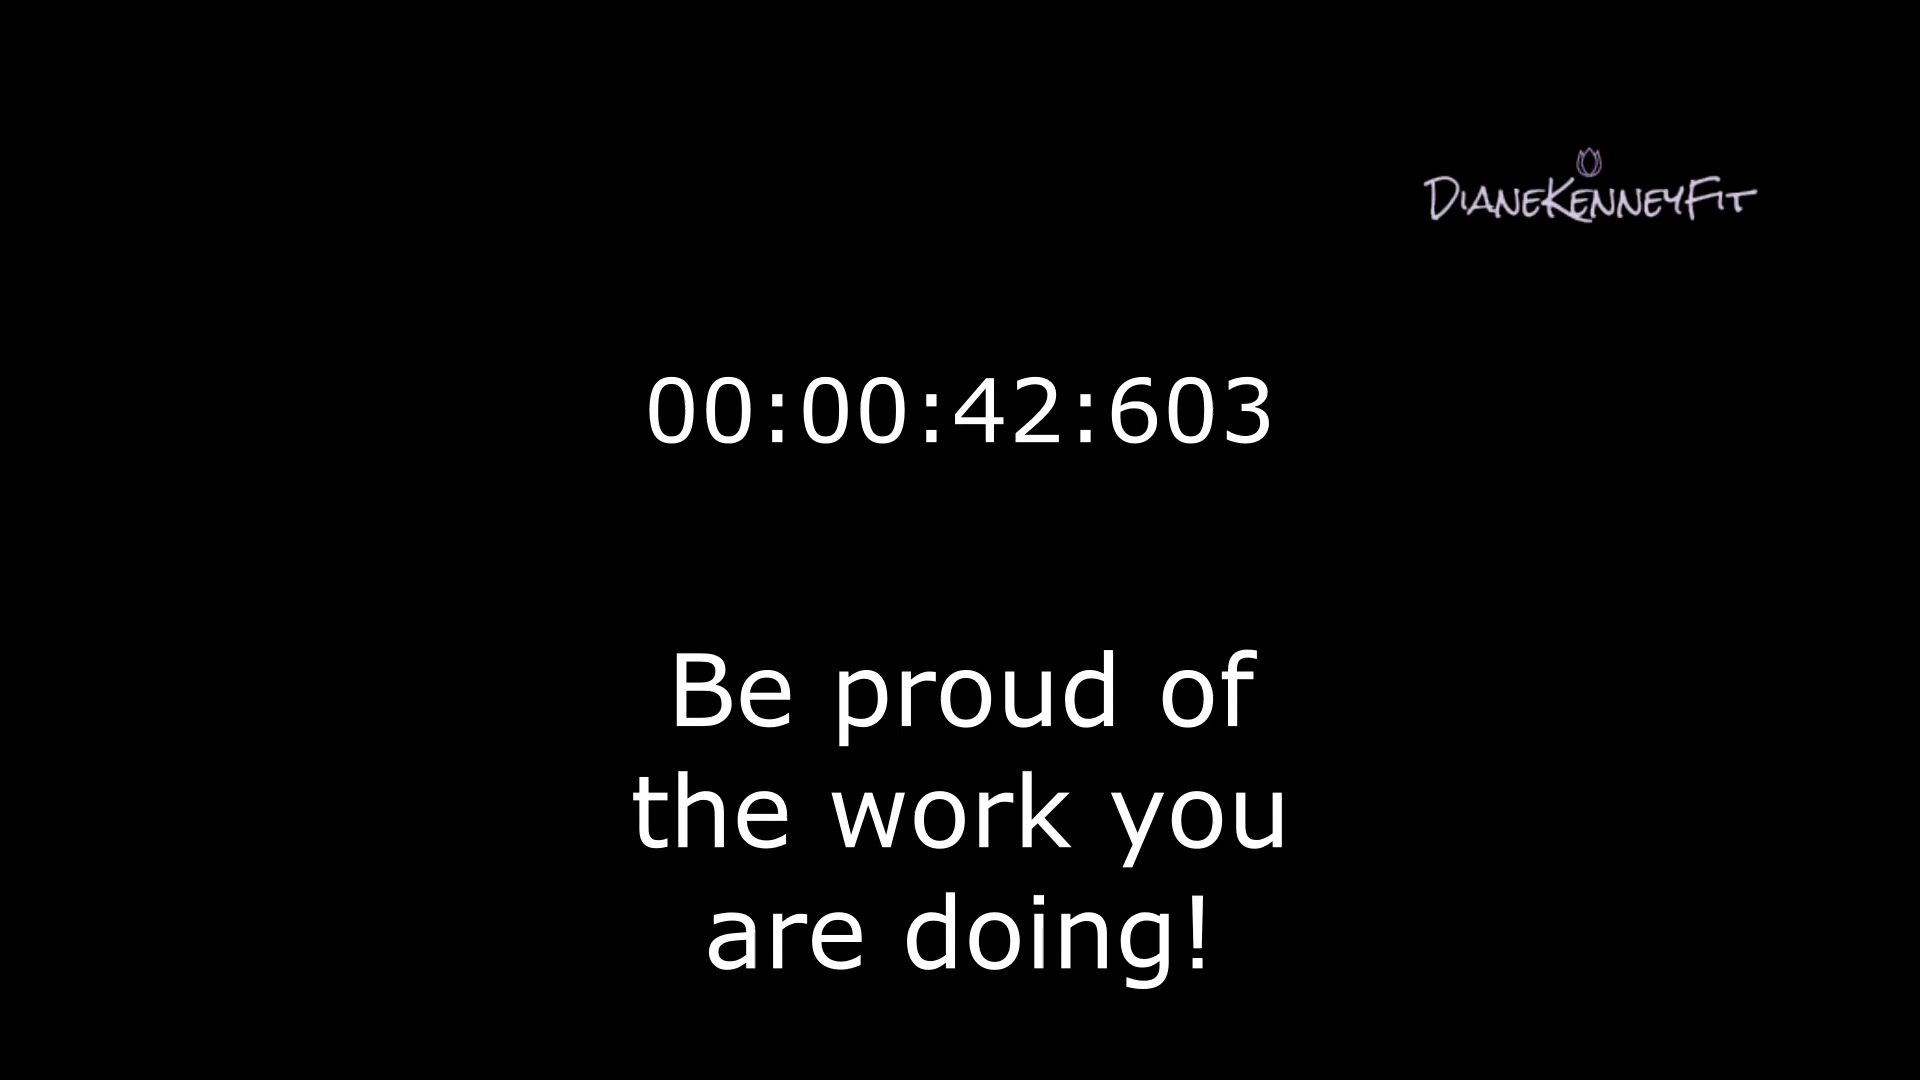 DianeKenneyFit
00:00:42:603
Be proud of
the work you
are doing!